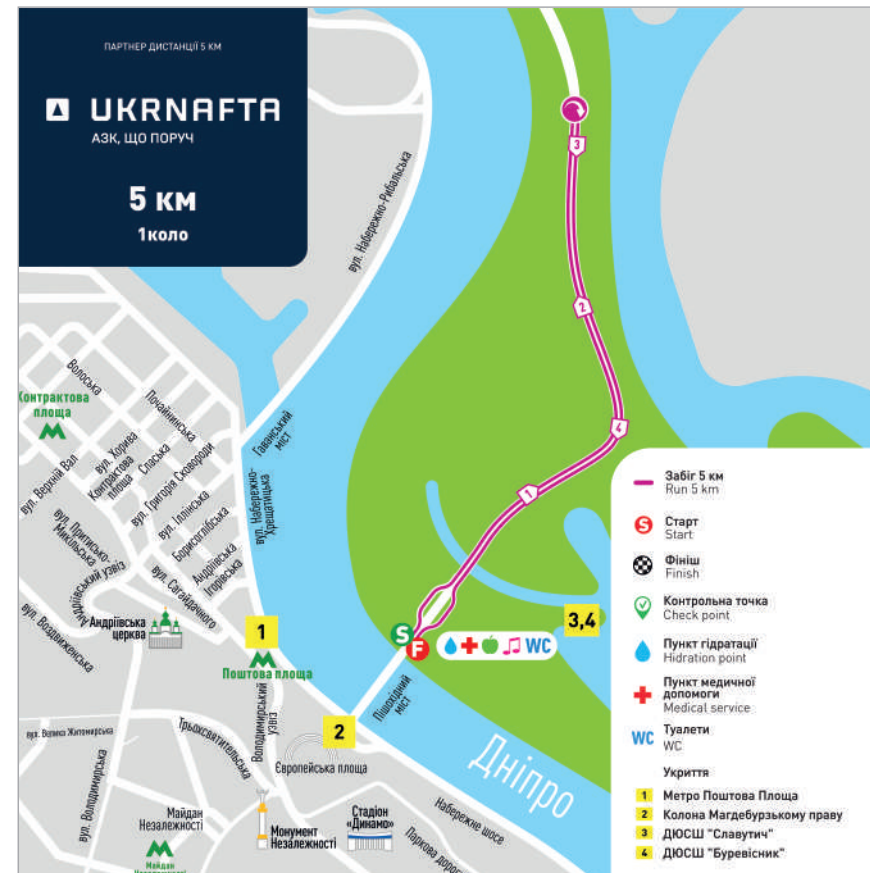 ПАРТНЕР ДИСТАНЦІЇ 5 КМ
UKRNAFTA
АЗК, ЩО ПОРУЧ
5 КМ
1коло
вул. Набережно-Рибальська
3
2
4
1
Волоська
Контрактова
площа
Почайнинська
вул. Хорива
Контрактова
площа
Спаська
вул. Верхній Вал
вул. Григорія Сковороди
вул. Іллінська
Борисоглібська
Андріївська
Ігорівська
Гаванський
міст
вул. Набережно-
Хрещатицька
вул. Притисько-
Микільська
Андріївський узвіз
вул. Сагайдачного
вул. Воздвиженська
Андріївська
церква
1
Поштова площа
S
F
WC
3,4
Пішохідний
міст
2
Володимирський
узвіз
Трьохсвятительська
вул. Велика Житомирська
Європейська площа
Дніпро
вул. Володимирська
Майдан
Незалежності
Майдан
Незалежності
Монумент
Незалежності
Стадіон
«Динамо»
Набережне шосе
Паркова дорога
Забіг 5 км
Run 5 km
S
Старт
Start
Фініш
Finish
Контрольна точка
Check point
Пункт гідратації
Hidration point
Пункт медичної
допомоги
Medical service
WC
Туалети
WC
Укриття
1 Метро Поштова Площа
2 Колона Магдебурзькому праву
3 ДЮСШ "Славутич"
4 ДЮСШ "Буревісник"